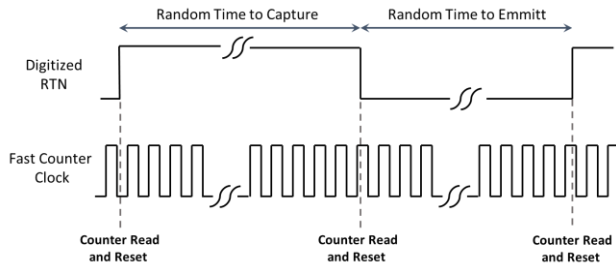 Random Time to Capture
Random Time to Emmitt
Digitized
RTN
Fast Counter
Clock
Counter Read
and Reset
Counter Read
and Reset
Counter Read
and Reset